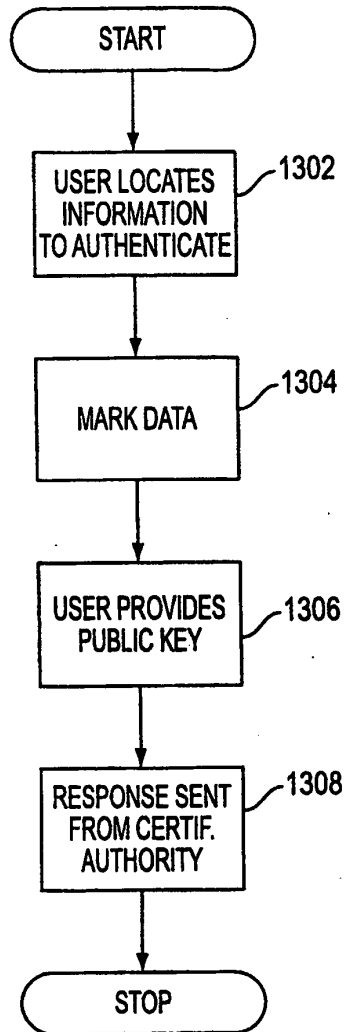 START
USER LOCATES
INFORMATION
TO AUTHENTICATE
1302
MARK DATA
1304
USER PROVIDES
PUBLIC KEY
1306
RESPONSE SENT
FROM CERTIF.
AUTHORITY
1308
STOP